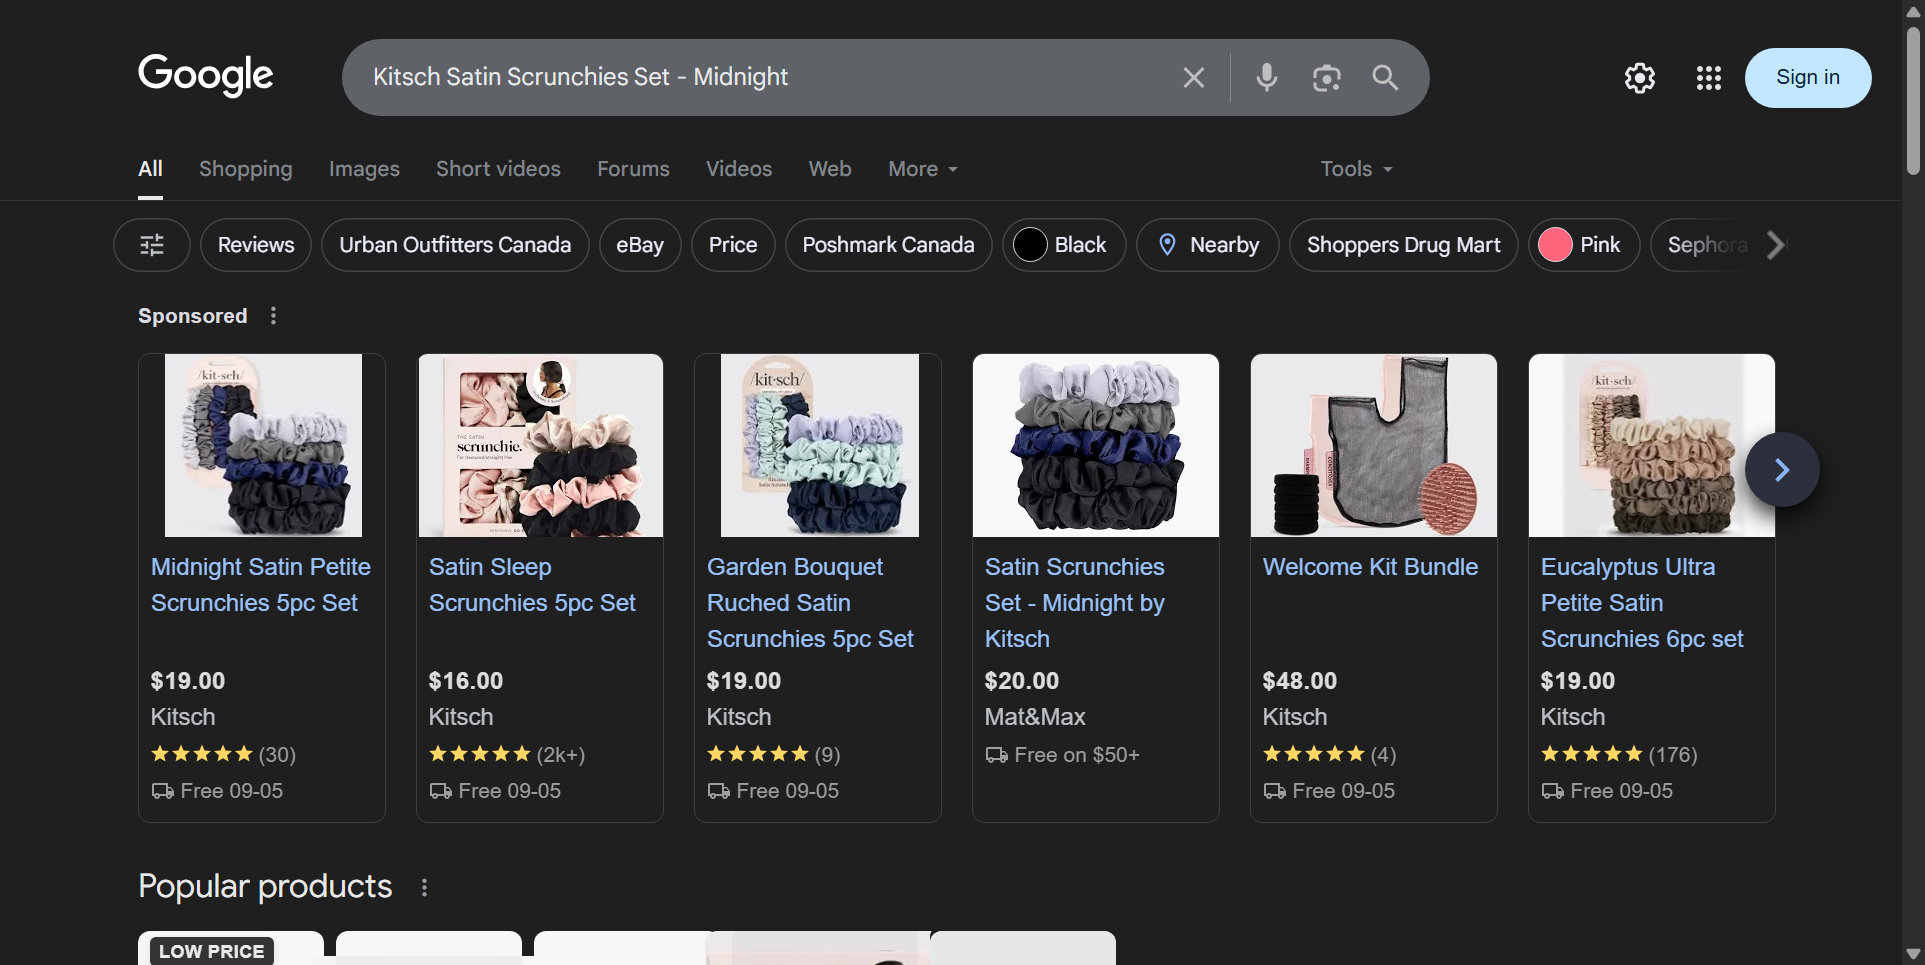 Google
Kitsch Satin Scrunchies Set - Midnight
Sign in
All
Shopping
Images
Short videos
Forums
Videos
Web
More
Tools
Reviews
Urban Outfitters Canada
eBay
Price
Poshmark Canada
Black
Nearby
Shoppers Drug Mart
Pink
Sephora
Sponsored
/kit·sch/
Midnight Satin Petite
Scrunchies 5pc Set
$19.00
Kitsch
(30)
Free 09-05
THE SATIN
scrunchie.
Satin Sleep
Scrunchies 5pc Set
$16.00
Kitsch
(2k+)
Free 09-05
/kit·sch/
Garden Bouquet
Ruched Satin
Scrunchies 5pc Set
$19.00
Kitsch
(9)
Free 09-05
Satin Scrunchies
Set - Midnight by
Kitsch
$20.00
Mat&Max
Free on $50+
Welcome Kit Bundle
$48.00
Kitsch
(4)
Free 09-05
/kit·sch/
Eucalyptus Ultra
Petite Satin
Scrunchies 6pc set
$19.00
Kitsch
(176)
Free 09-05
Popular products
LOW PRICE